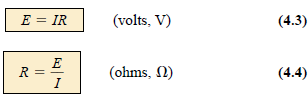 E = IR (volts, V) (4.3)
R = E/I (ohms, Ω) (4.4)